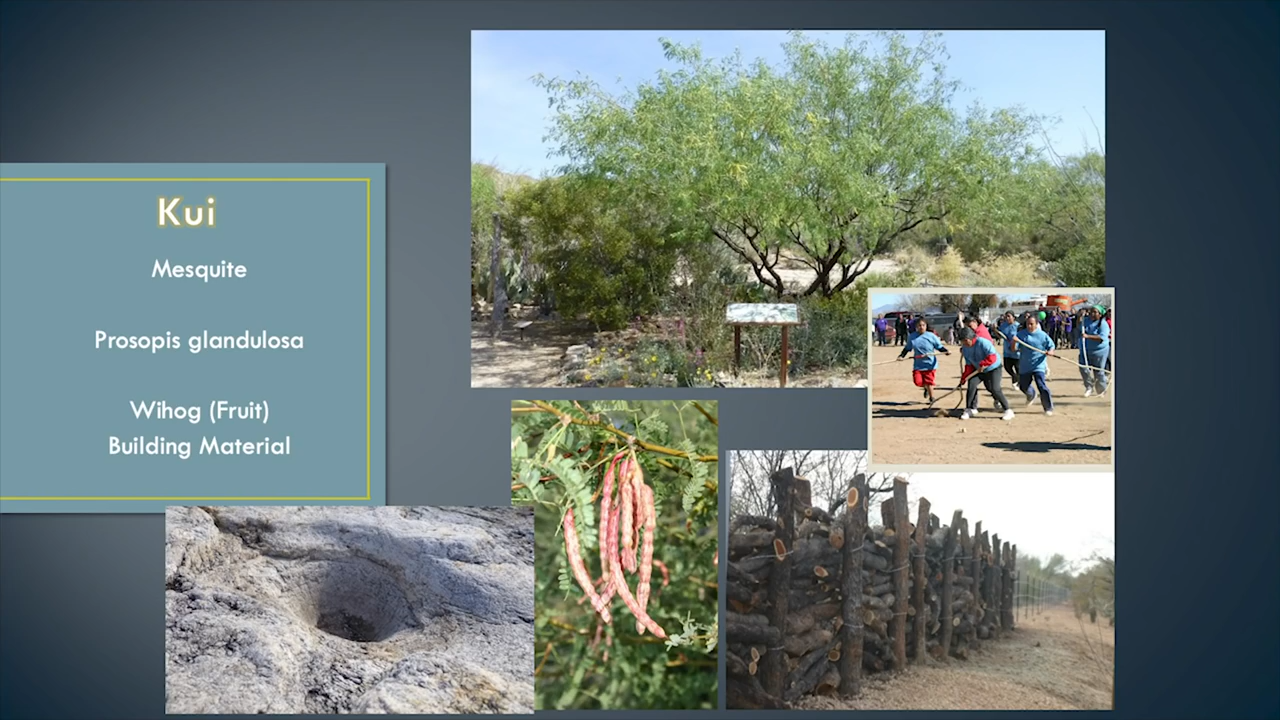 Kui
Mesquite
Prosopis glandulosa
Wihog (Fruit)
Building Material